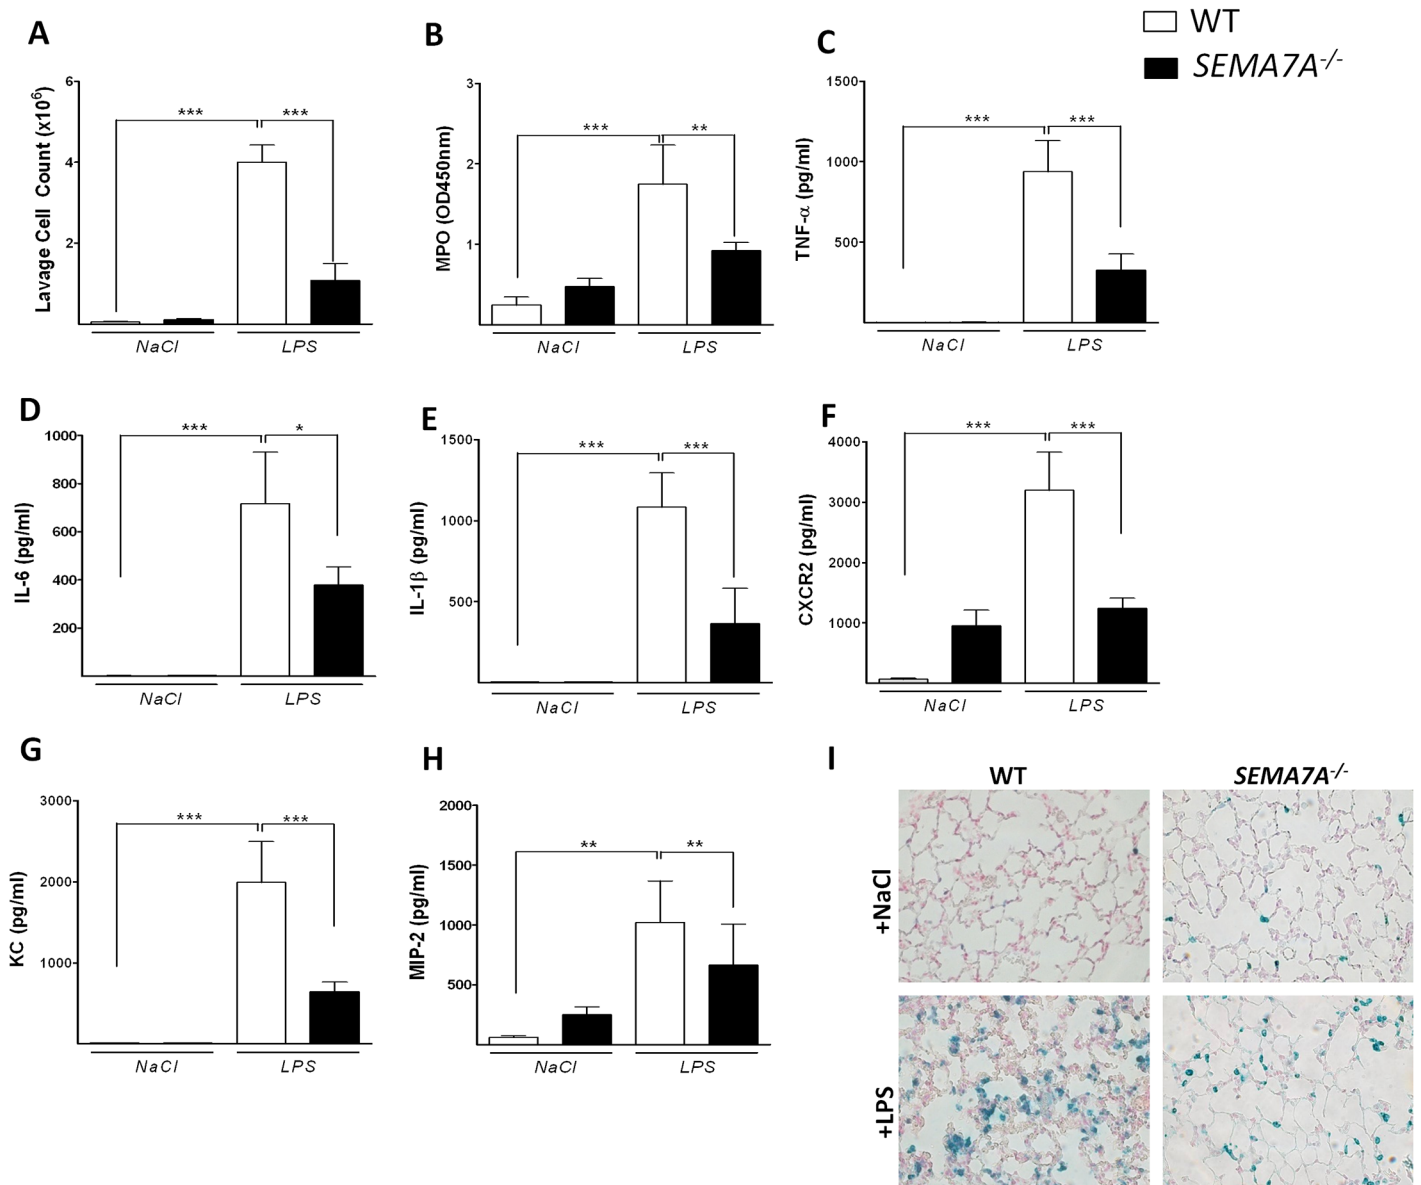 WT
SEMA7A-/-
A
Lavage Cell Count (x10^6)
6
4
2
***
***
NaCl
LPS
B
MPO (OD450nm)
3
2
1
***
**
NaCl
LPS
C
TNF-α (pg/ml)
1500
1000
500
***
***
NaCl
LPS
D
IL-6 (pg/ml)
1000
800
600
400
200
***
*
NaCl
LPS
E
IL-1β (pg/ml)
1500
1000
500
***
***
NaCl
LPS
F
CXCR2 (pg/ml)
4000
3000
2000
1000
***
***
NaCl
LPS
G
KC (pg/ml)
3000
2000
1000
***
***
NaCl
LPS
H
MIP-2 (pg/ml)
2000
1500
1000
500
**
**
NaCl
LPS
I
WT
SEMA7A-/-
+NaCl
+LPS